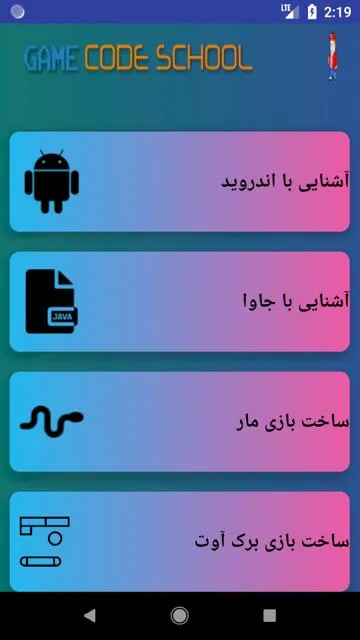 LTE 2:19
GAME CODE SCHOOL
آشنایی با اندروید
آشنایی با جاوا
JAVA
ساخت بازی مار
ساخت بازی برک آوت